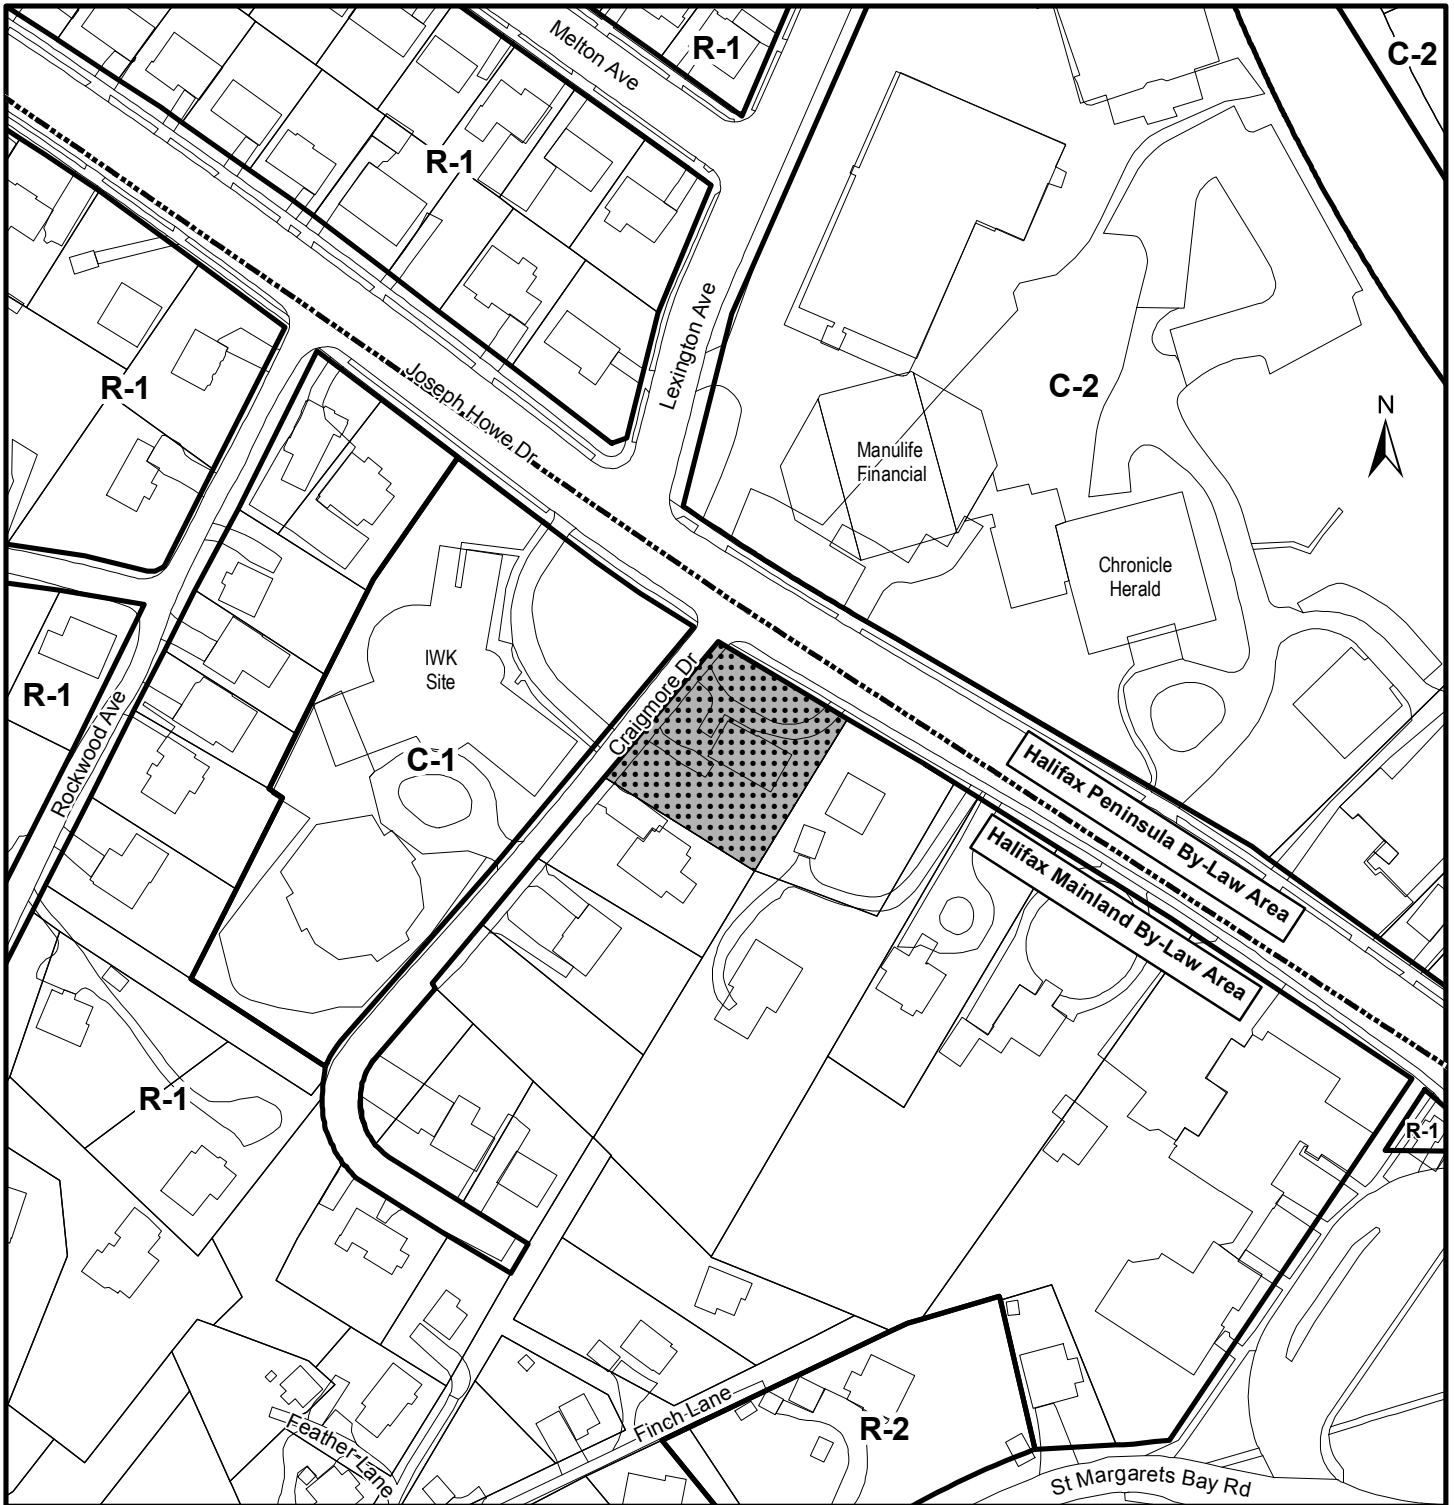 Melton Ave
R-1
C-2
R-1
Lexington Ave
R-1
Joseph Howe Dr
C-2
N
Manulife
Financial
Chronicle
Herald
IWK
Site
R-1
Craigmore Dr
Rockwood Ave
C-1
Halifax Peninsula By-Law Area
Halifax Mainland By-Law Area
R-1
R-1
Finch Lane
R-2
Feather Lane
St Margarets Bay Rd